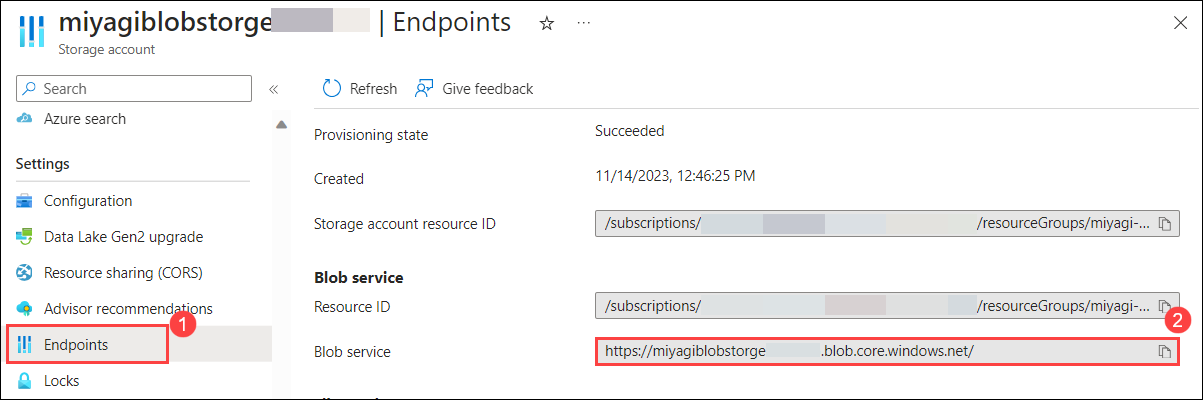 miyagiblobstorge | Endpoints
Storage account
Search
Refresh
Give feedback
Azure search
Settings
Configuration
Data Lake Gen2 upgrade
Resource sharing (CORS)
Advisor recommendations
1
Endpoints
Locks
Provisioning state
Succeeded
Created
11/14/2023, 12:46:25 PM
Storage account resource ID
/subscriptions/ /resourceGroups/miyagi-...
Blob service
Resource ID
/subscriptions/ /resourceGroups/miyagi-...
2
Blob service
https://miyagiblobstorge .blob.core.windows.net/